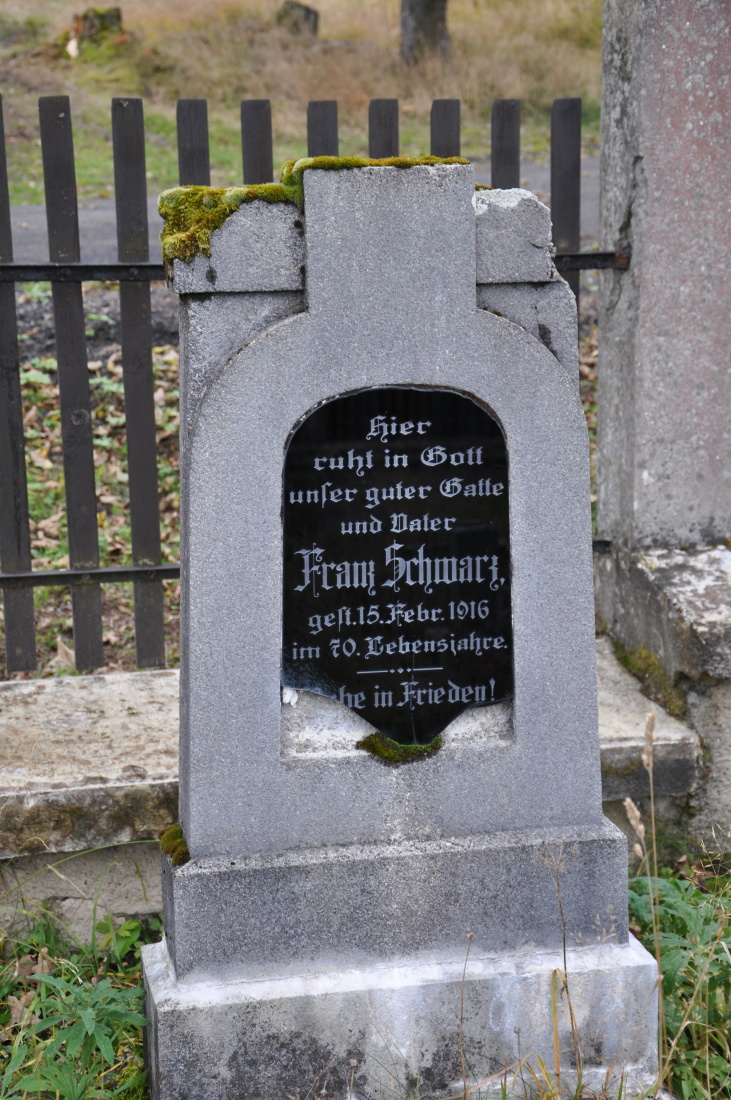 Hier
ruht in Gott
unser guter Gatte
und Vater
Franz Schwarz,
gest. 15. Febr. 1916
im 70. Lebensjahre.
he in Frieden!